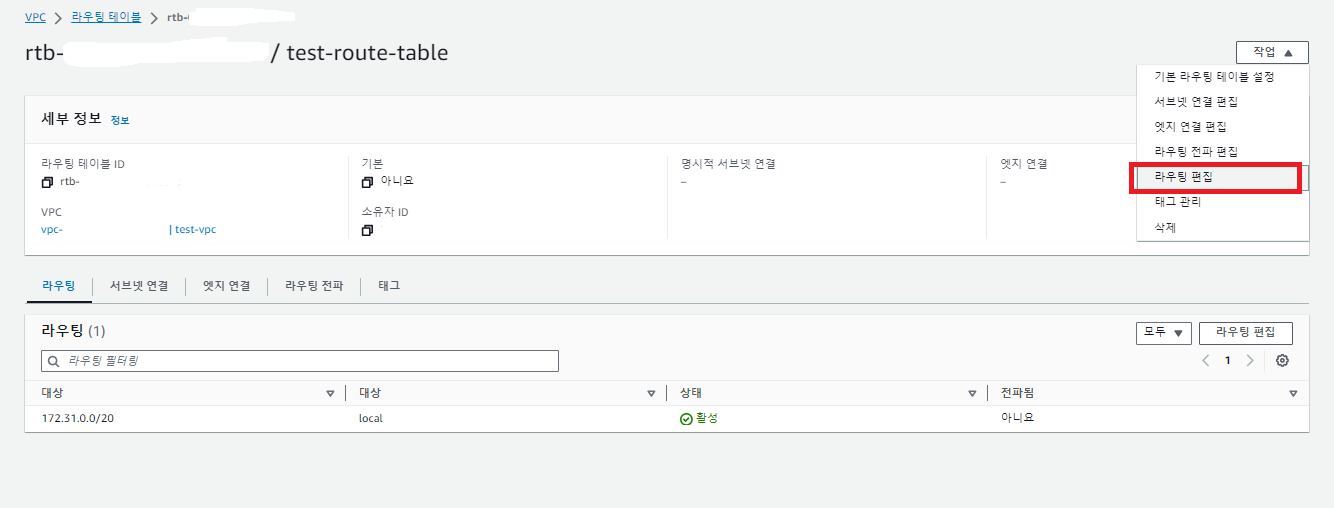 VPC > 라우팅 테이블 > rtb-
rtb- / test-route-table
작업 ▲
기본 라우팅 테이블 설정
서브넷 연결 편집
엣지 연결 편집
라우팅 전파 편집
라우팅 편집
태그 관리
삭제
세부 정보 정보
라우팅 테이블 ID 기본 명시적 서브넷 연결 엣지 연결
rtb- 아니요 – –
VPC 소유자 ID
vpc- | test-vpc
라우팅 서브넷 연결 엣지 연결 라우팅 전파 태그
라우팅 (1) 모두 ▼ 라우팅 편집
라우팅 필터링 < 1 >
대상 대상 상태 전파됨
172.31.0.0/20 local 활성 아니요